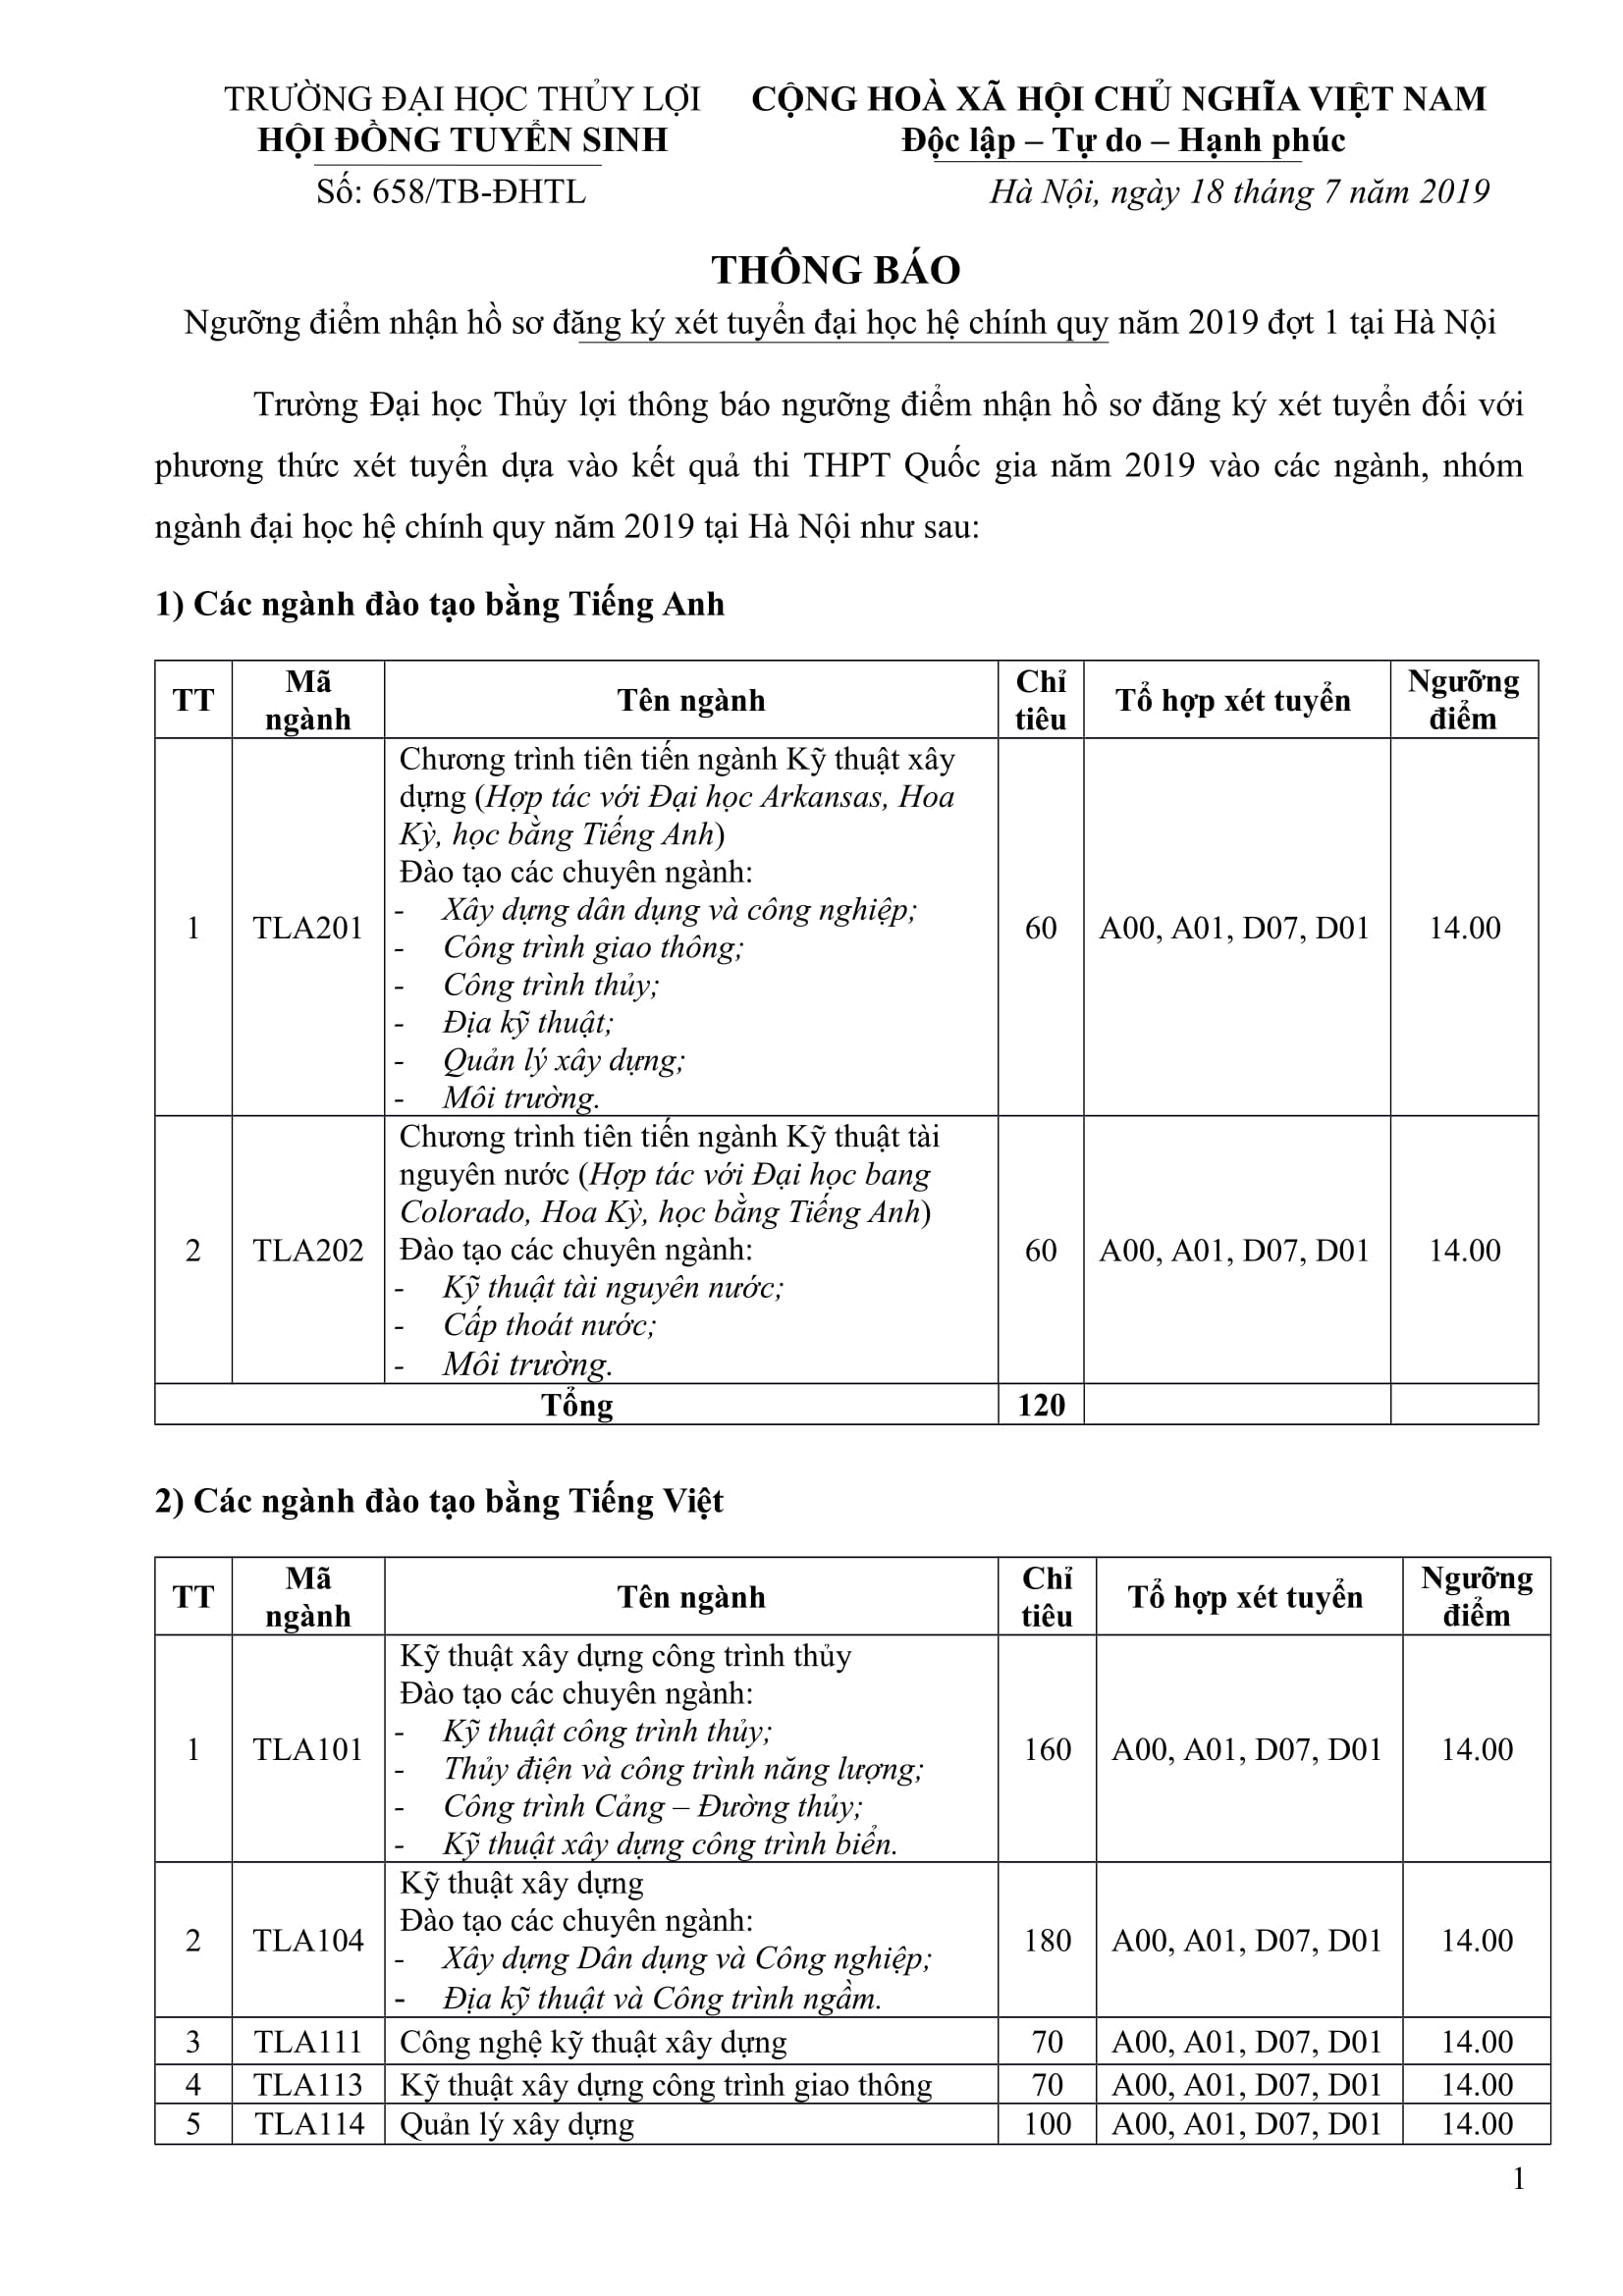 TRƯỜNG ĐẠI HỌC THỦY LỢI
HỘI ĐỒNG TUYỂN SINH
Số: 658/TB-ĐHTL
CỘNG HOÀ XÃ HỘI CHỦ NGHĨA VIỆT NAM
Độc lập – Tự do – Hạnh phúc
Hà Nội, ngày 18 tháng 7 năm 2019
THÔNG BÁO
Ngưỡng điểm nhận hồ sơ đăng ký xét tuyển đại học hệ chính quy năm 2019 đợt 1 tại Hà Nội
Trường Đại học Thủy lợi thông báo ngưỡng điểm nhận hồ sơ đăng ký xét tuyển đối với
phương thức xét tuyển dựa vào kết quả thi THPT Quốc gia năm 2019 vào các ngành, nhóm
ngành đại học hệ chính quy năm 2019 tại Hà Nội như sau:
1) Các ngành đào tạo bằng Tiếng Anh
TT
Mã
ngành
Tên ngành
Chỉ
tiêu
Tổ hợp xét tuyển
Ngưỡng
điểm
1
TLA201
Chương trình tiên tiến ngành Kỹ thuật xây
dựng (Hợp tác với Đại học Arkansas, Hoa
Kỳ, học bằng Tiếng Anh)
Đào tạo các chuyên ngành:
- Xây dựng dân dụng và công nghiệp;
- Công trình giao thông;
- Công trình thủy;
- Địa kỹ thuật;
- Quản lý xây dựng;
- Môi trường.
60
A00, A01, D07, D01
14.00
2
TLA202
Chương trình tiên tiến ngành Kỹ thuật tài
nguyên nước (Hợp tác với Đại học bang
Colorado, Hoa Kỳ, học bằng Tiếng Anh)
Đào tạo các chuyên ngành:
- Kỹ thuật tài nguyên nước;
- Cấp thoát nước;
- Môi trường.
60
A00, A01, D07, D01
14.00
Tổng
120
2) Các ngành đào tạo bằng Tiếng Việt
TT
Mã
ngành
Tên ngành
Chỉ
tiêu
Tổ hợp xét tuyển
Ngưỡng
điểm
1
TLA101
Kỹ thuật xây dựng công trình thủy
Đào tạo các chuyên ngành:
- Kỹ thuật công trình thủy;
- Thủy điện và công trình năng lượng;
- Công trình Cảng – Đường thủy;
- Kỹ thuật xây dựng công trình biển.
160
A00, A01, D07, D01
14.00
2
TLA104
Kỹ thuật xây dựng
Đào tạo các chuyên ngành:
- Xây dựng Dân dụng và Công nghiệp;
- Địa kỹ thuật và Công trình ngầm.
180
A00, A01, D07, D01
14.00
3
TLA111
Công nghệ kỹ thuật xây dựng
70
A00, A01, D07, D01
14.00
4
TLA113
Kỹ thuật xây dựng công trình giao thông
70
A00, A01, D07, D01
14.00
5
TLA114
Quản lý xây dựng
100
A00, A01, D07, D01
14.00
1